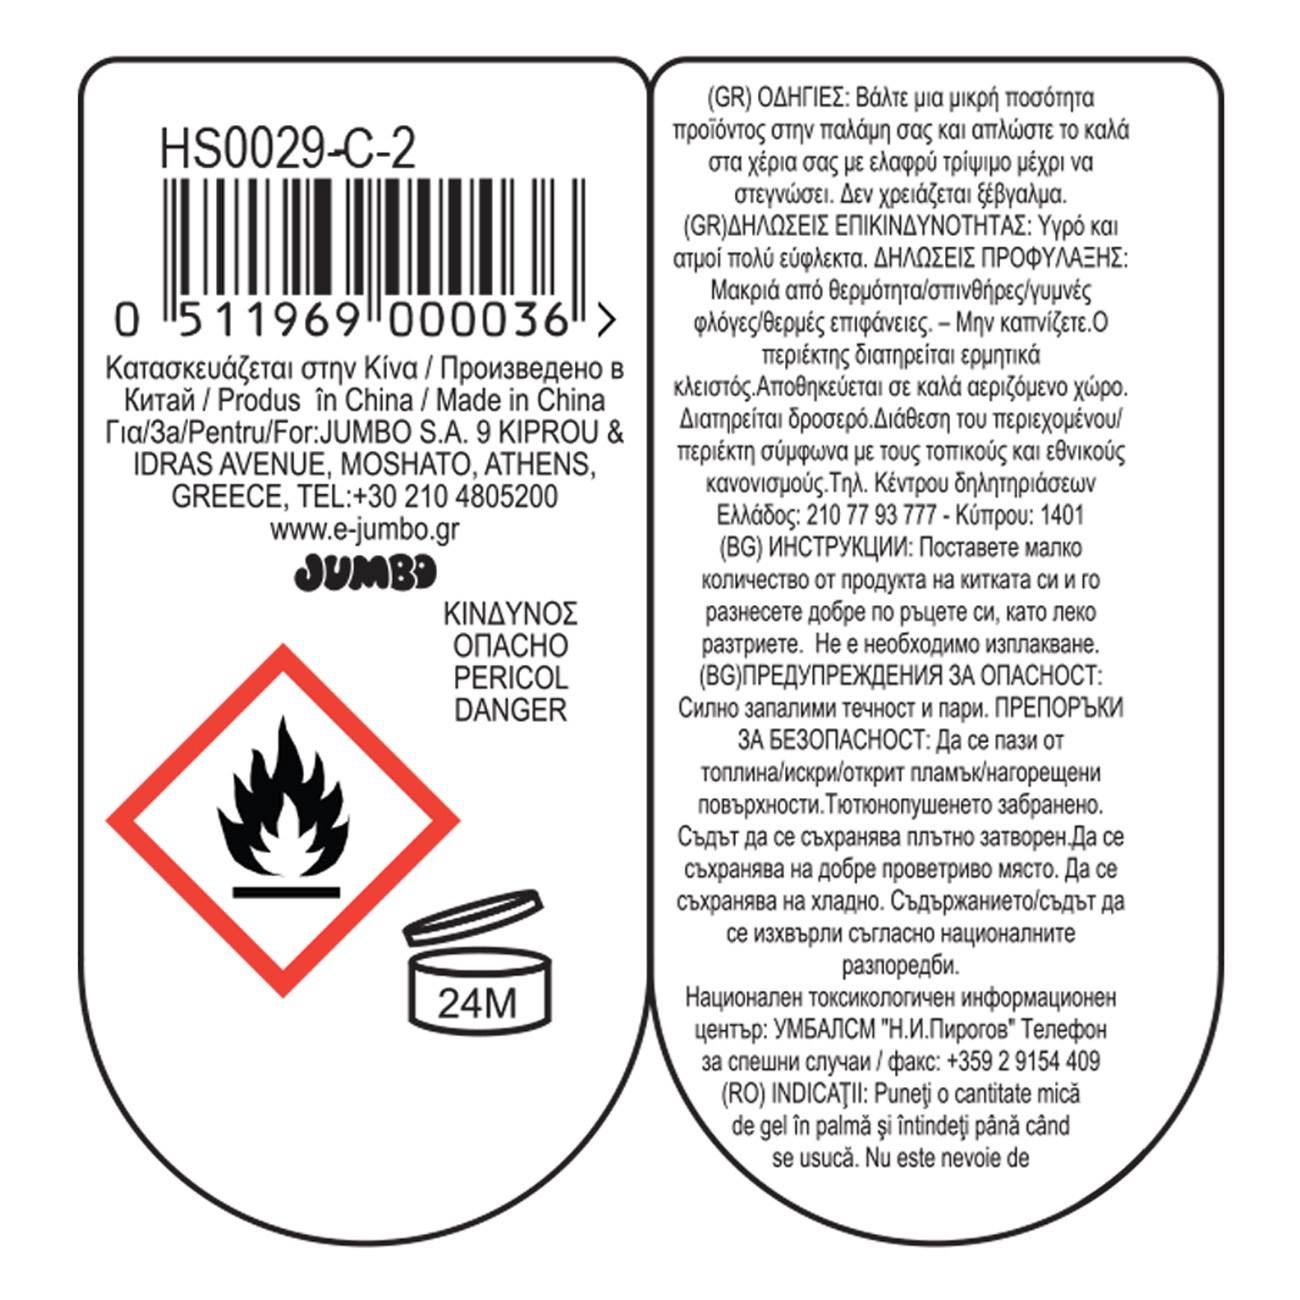 HS0029-C-2
0 511969 000036 >
Κατασκευάζεται στην Κίνα / Произведено в
Китай / Produs în China / Made in China
Για/За/Pentru/For:JUMBO S.A. 9 KIPROU &
IDRAS AVENUE, MOSHATO, ATHENS,
GREECE, TEL:+30 210 4805200
www.e-jumbo.gr
JUMBO
ΚΙΝΔΥΝΟΣ
ОПАСНО
PERICOL
DANGER
24M
(GR) ΟΔΗΓΙΕΣ: Βάλτε μια μικρή ποσότητα
προϊόντος στην παλάμη σας και απλώστε το καλά
στα χέρια σας με ελαφρύ τρίψιμο μέχρι να
στεγνώσει. Δεν χρειάζεται ξέβγαλμα.
(GR)ΔΗΛΩΣΕΙΣ ΕΠΙΚΙΝΔΥΝΟΤΗΤΑΣ: Υγρό και
ατμοί πολύ εύφλεκτα. ΔΗΛΩΣΕΙΣ ΠΡΟΦΥΛΑΞΗΣ:
Μακριά από θερμότητα/σπινθήρες/γυμνές
φλόγες/θερμές επιφάνειες. – Μην καπνίζετε.Ο
περιέκτης διατηρείται ερμητικά
κλειστός.Αποθηκεύεται σε καλά αεριζόμενο χώρο.
Διατηρείται δροσερό.Διάθεση του περιεχομένου/
περιέκτη σύμφωνα με τους τοπικούς και εθνικούς
κανονισμούς.Τηλ. Κέντρου δηλητηριάσεων
Ελλάδος: 210 77 93 777 - Κύπρου: 1401
(BG) ИНСТРУКЦИИ: Поставете малко
количество от продукта на китката си и го
разнесете добре по ръцете си, като леко
разтриете. Не е необходимо изплакване.
(BG)ПРЕДУПРЕЖДЕНИЯ ЗА ОПАСНОСТ:
Силно запалими течност и пари. ПРЕПОРЪКИ
ЗА БЕЗОПАСНОСТ: Да се пази от
топлина/искри/открит пламък/нагорещени
повърхности.Тютюнопушенето забранено.
Съдът да се съхранява плътно затворен.Да се
съхранява на добре проветриво място. Да се
съхранява на хладно. Съдържанието/съдът да
се изхвърли съгласно националните
разпоредби.
Национален токсикологичен информационен
център: УМБАЛСМ "Н.И.Пирогов" Телефон
за спешни случаи / факс: +359 2 9154 409
(RO) INDICAŢII: Puneţi o cantitate mică
de gel în palmă şi întindeţi până când
se usucă. Nu este nevoie de